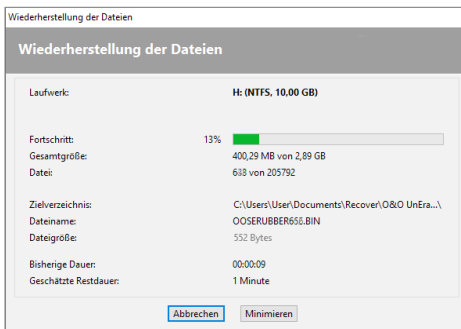 Wiederherstellung der Dateien
Wiederherstellung der Dateien
Laufwerk: H: (NTFS, 10,00 GB)
Fortschritt: 13%
Gesamtgröße: 400,29 MB von 2,89 GB
Datei: 638 von 205792
Zielverzeichnis: C:\Users\User\Documents\Recover\O&O UnEra...\
Dateiname: OOSERUBBER658.BIN
Dateigröße: 552 Bytes
Bisherige Dauer: 00:00:09
Geschätzte Restdauer: 1 Minute
Abbrechen Minimieren